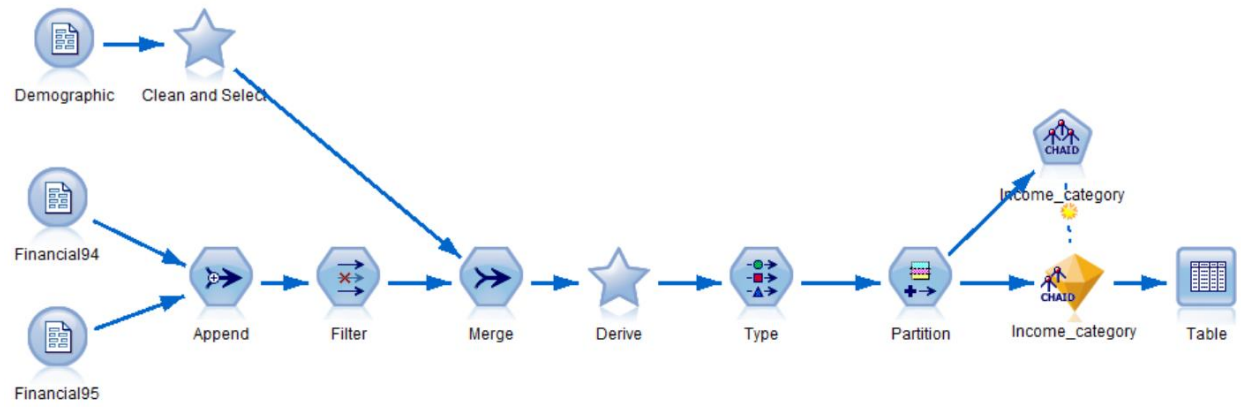 Demographic
Clean and Select
CHAID
Income_category
Financial94
Append
Filter
Merge
Derive
Type
Partition
CHAID
Income_category
Table
Financial95